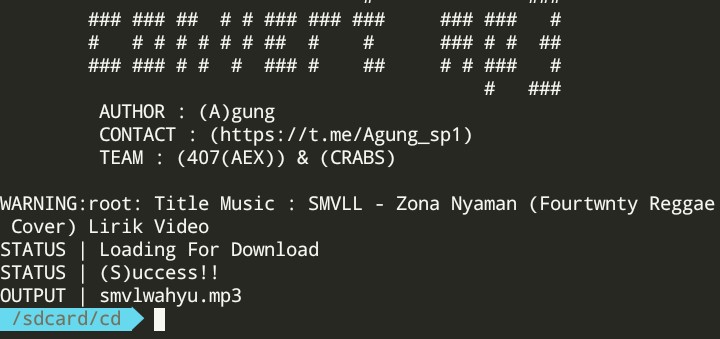 AUTHOR : (A)gung
CONTACT : (https://t.me/Agung_sp1)
TEAM : (407(AEX)) & (CRABS)
WARNING:root: Title Music : SMVLL - Zona Nyaman (Fourtwnty Reggae
Cover) Lirik Video
STATUS | Loading For Download
STATUS | (S)uccess!!
OUTPUT | smvlwahyu.mp3
/sdcard/cd